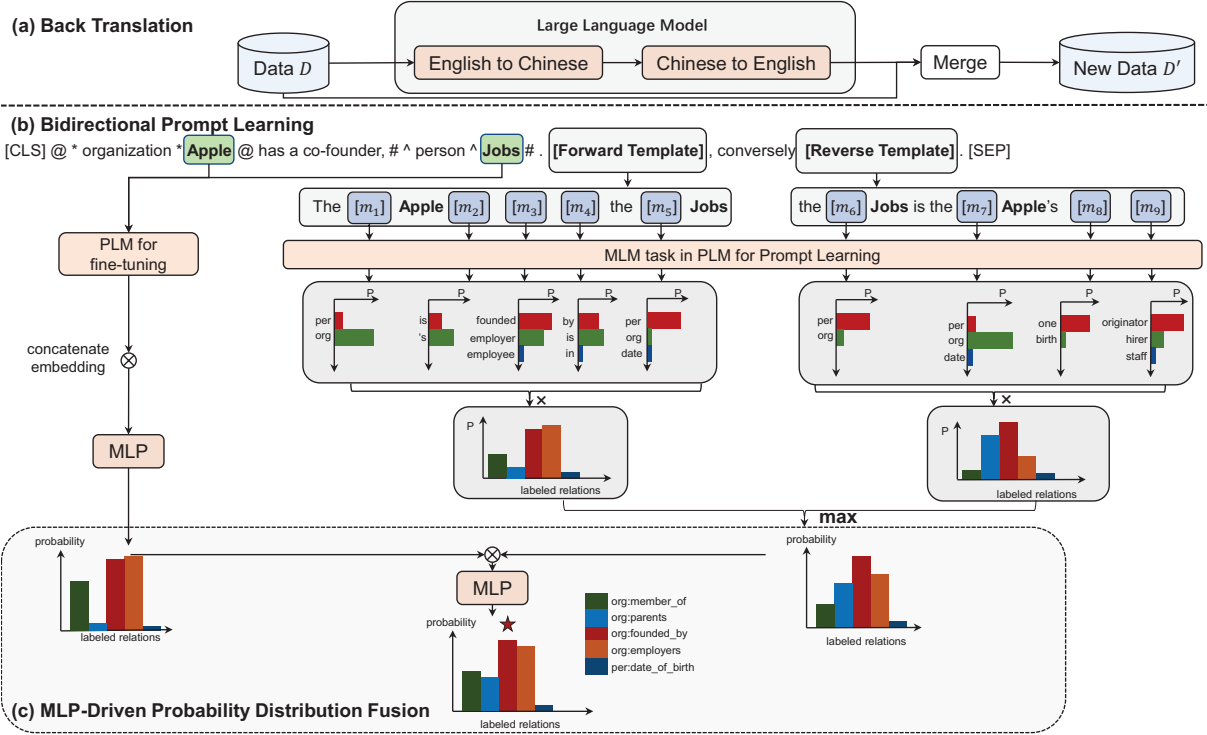 (a) Back Translation
Large Language Model
Data D
English to Chinese
Chinese to English
Merge
New Data D′
(b) Bidirectional Prompt Learning
[CLS] @ * organization * Apple @ has a co-founder, # ^ person ^ Jobs # . [Forward Template] , conversely [Reverse Template] . [SEP]
The [m1] Apple [m2] [m3] [m4] the [m5] Jobs
the [m6] Jobs is the [m7] Apple's [m8] [m9]
PLM for
fine-tuning
MLM task in PLM for Prompt Learning
P
per
org
P
is
's
P
founded
employer
employee
P
by
is
in
P
per
org
date
P
per
org
P
per
org
date
P
one
birth
P
originator
hirer
staff
concatenate
embedding
×
×
MLP
P
labeled relations
P
labeled relations
max
probability
labeled relations
MLP
probability
labeled relations
org:member_of
org:parents
org:founded_by
org:employers
per:date_of_birth
probability
labeled relations
(c) MLP-Driven Probability Distribution Fusion